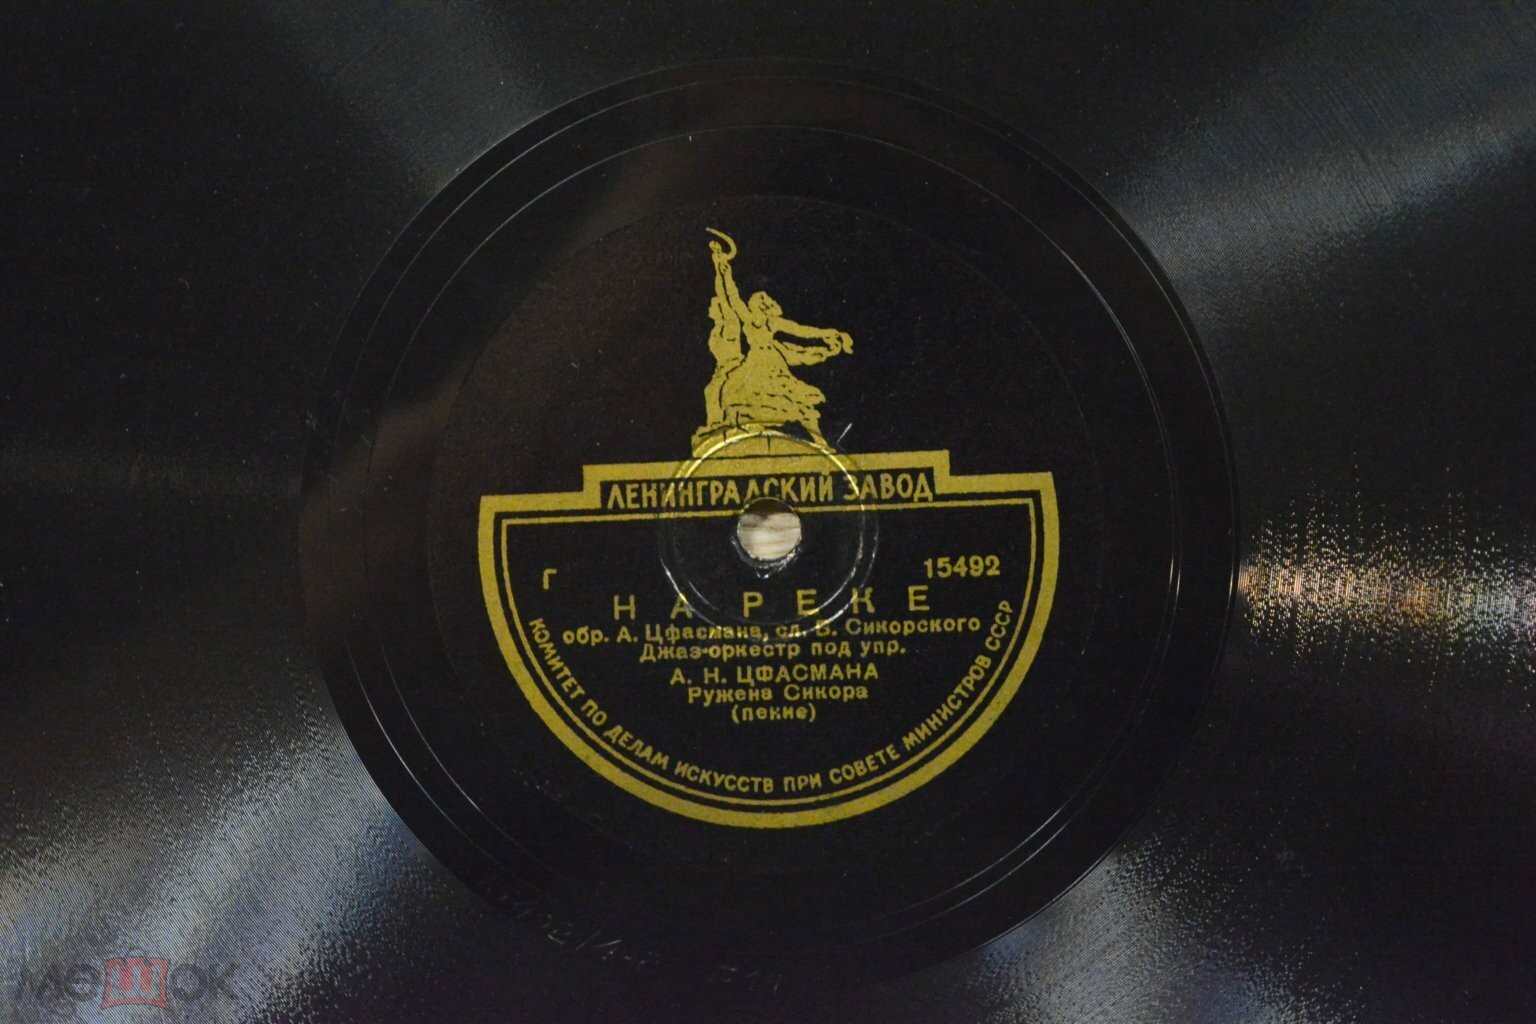 ЛЕНИНГРАДСКИЙ ЗАВОД
Г 15492
НА РЕКЕ
обр. А. Цфасмана, сл. В. Сикорского
Джаз-оркестр под упр.
А. Н. ЦФАСМАНА
Ружена Сикора
(пение)
КОМИТЕТ ПО ДЕЛАМ ИСКУССТВ ПРИ СОВЕТЕ МИНИСТРОВ СССР
мешок